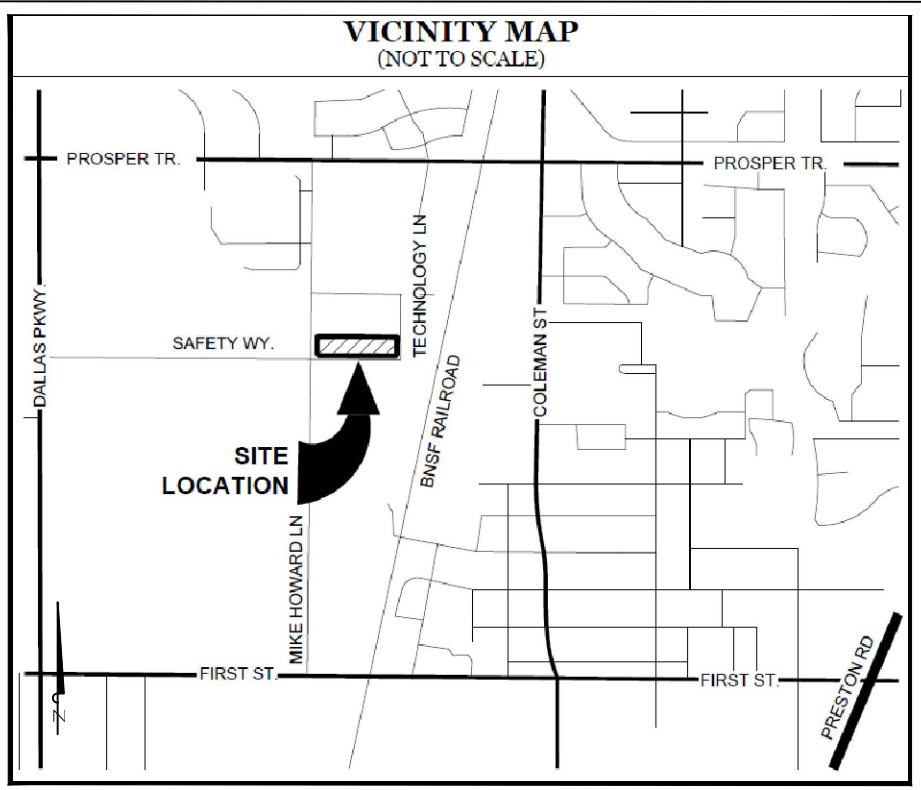 VICINITY MAP
(NOT TO SCALE)
PROSPER TR.
PROSPER TR.
TECHNOLOGY LN
DALLAS PKWY.
SAFETY WY.
COLEMAN ST
BNSF RAILROAD
SITE
LOCATION
MIKE HOWARD LN
FIRST ST.
FIRST ST.
PRESTON RD
N